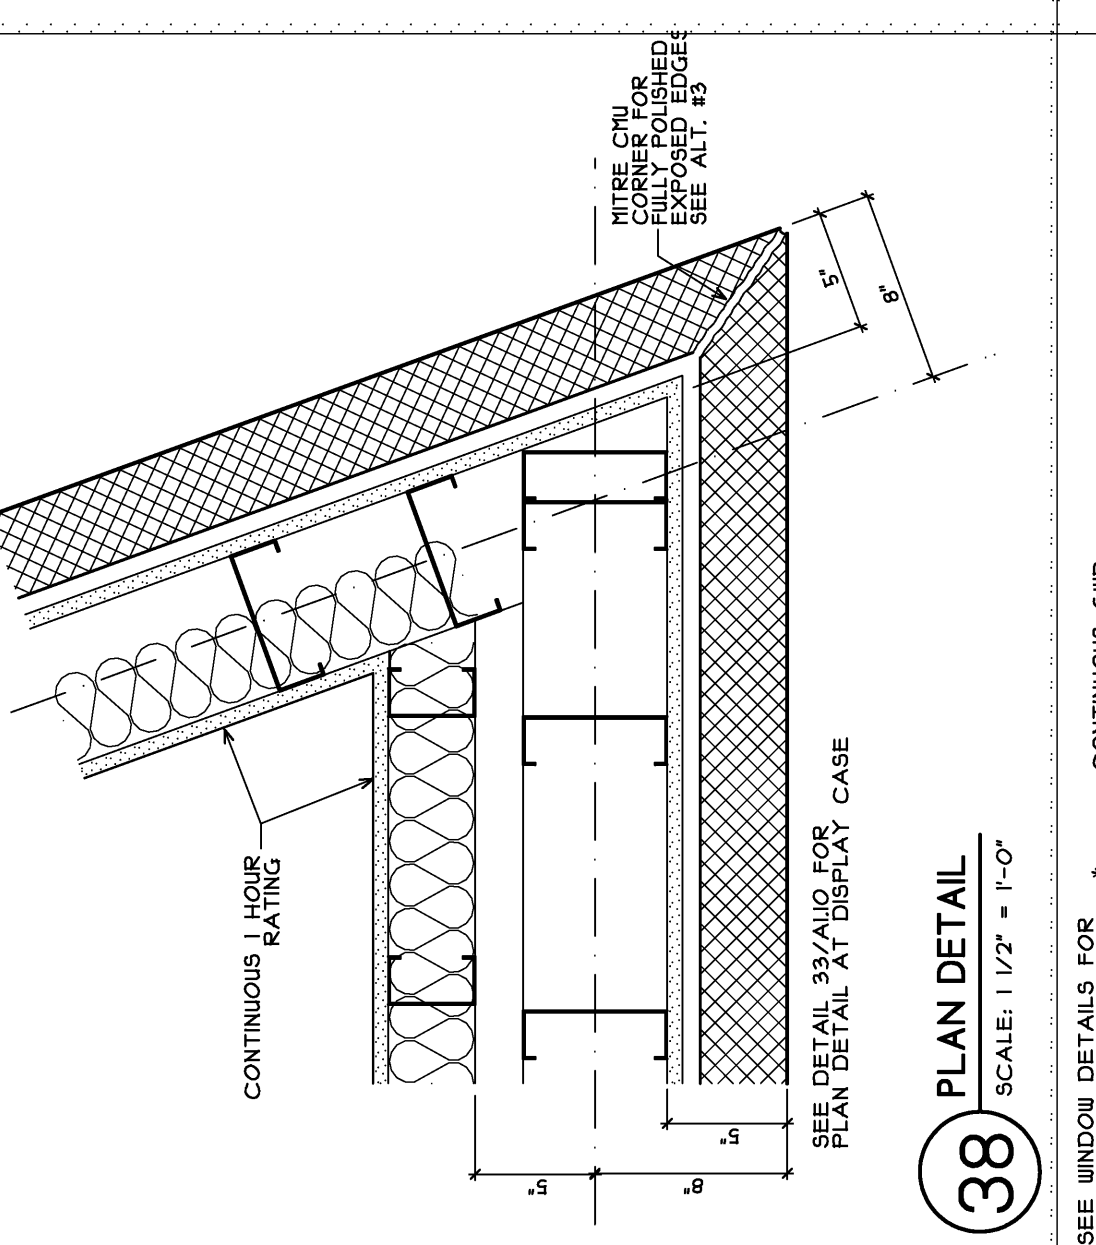 MITRE CMU
CORNER FOR
FULLY POLISHED
EXPOSED EDGES
SEE ALT. #3
5"
8"
CONTINUOUS 1 HOUR
RATING
SEE DETAIL 33/A1.10 FOR
PLAN DETAIL AT DISPLAY CASE
5"
5"
8"
38
PLAN DETAIL
SCALE: 1 1/2" = 1'-0"
SEE WINDOW DETAILS FOR